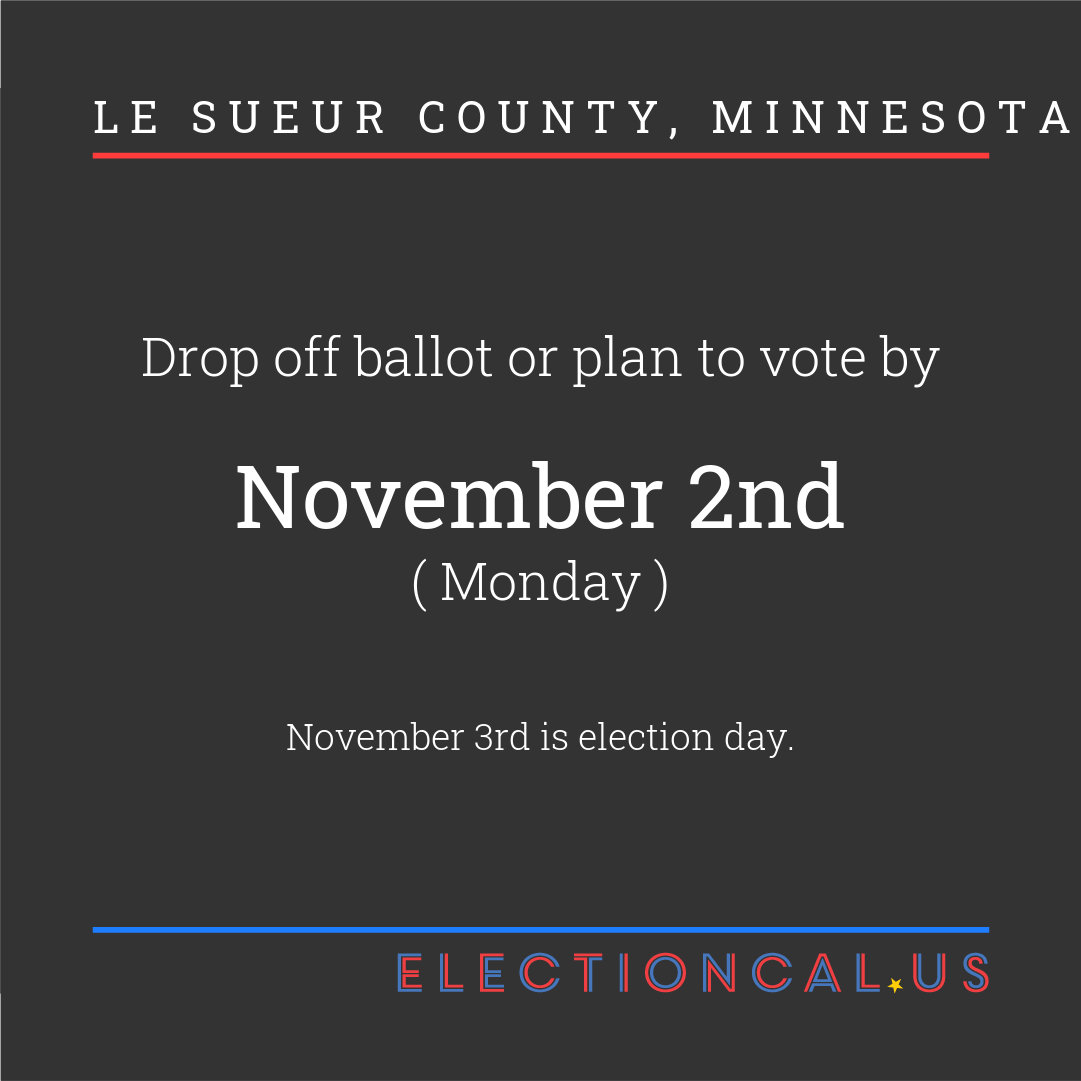 LE SUEUR COUNTY, MINNESOTA
Drop off ballot or plan to vote by
November 2nd
( Monday )
November 3rd is election day.
ELECTIONCAL.US